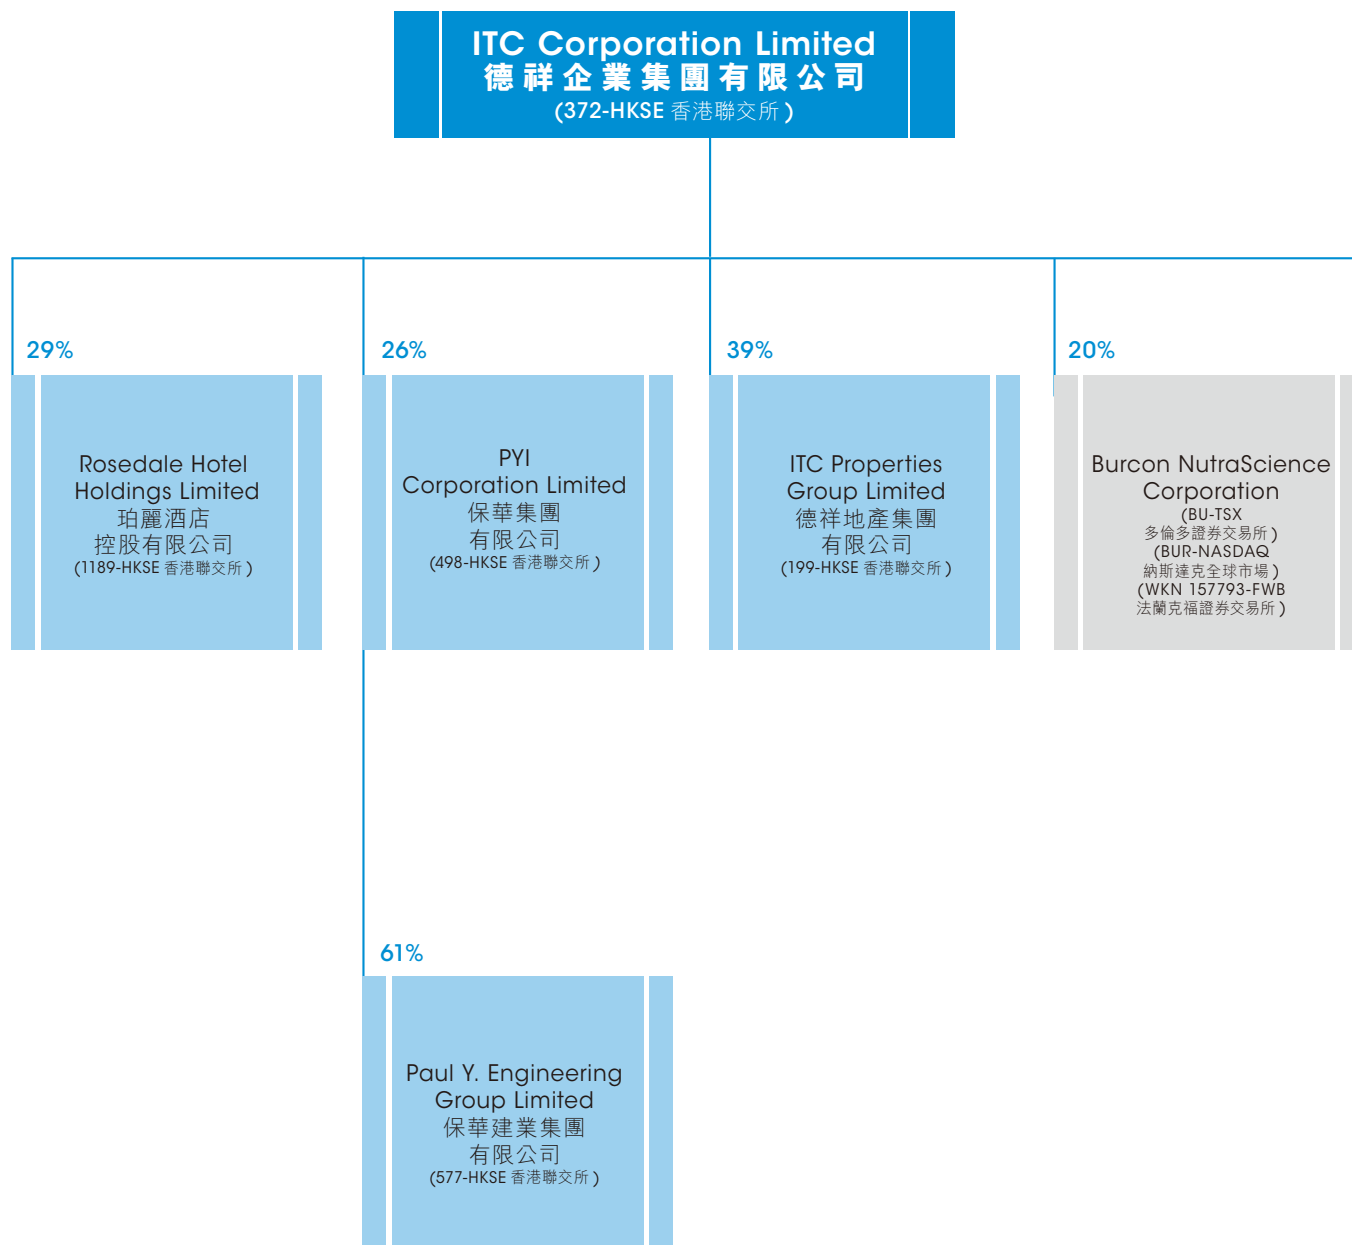 ITC Corporation Limited
德祥企業集團有限公司
(372-HKSE 香港聯交所)
29%
26%
39%
20%
Rosedale Hotel
Holdings Limited
珀麗酒店
控股有限公司
(1189-HKSE 香港聯交所)
PYI
Corporation Limited
保華集團
有限公司
(498-HKSE 香港聯交所)
ITC Properties
Group Limited
德祥地產集團
有限公司
(199-HKSE 香港聯交所)
Burcon NutraScience
Corporation
(BU-TSX
多倫多證券交易所)
(BUR-NASDAQ
納斯達克全球市場)
(WKN 157793-FWB
法蘭克福證券交易所)
61%
Paul Y. Engineering
Group Limited
保華建業集團
有限公司
(577-HKSE 香港聯交所)